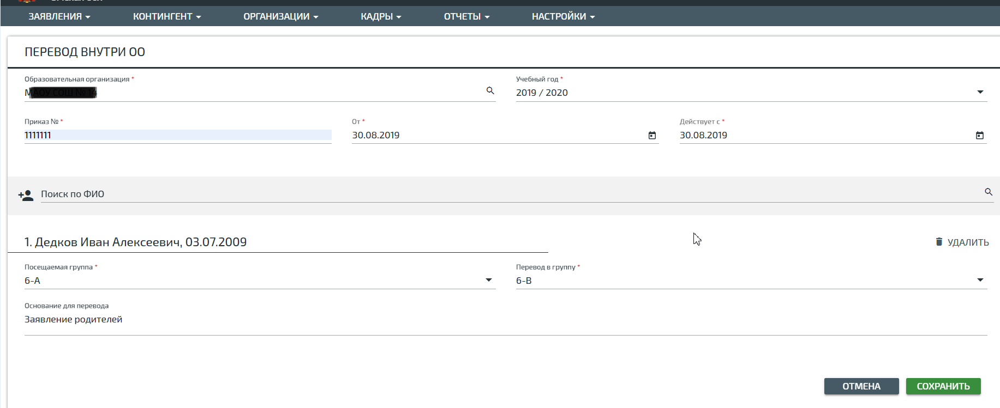 ЗАЯВЛЕНИЯ КОНТИНГЕНТ ОРГАНИЗАЦИИ КАДРЫ ОТЧЕТЫ НАСТРОЙКИ
ПЕРЕВОД ВНУТРИ ОО
Образовательная организация * Учебный год *
2019 / 2020
Приказ № * От * Действует с *
1111111 30.08.2019 30.08.2019
Поиск по ФИО
1. Дедков Иван Алексеевич, 03.07.2009 УДАЛИТЬ
Посещаемая группа * Перевод в группу *
6-А 6-В
Основание для перевода
Заявление родителей
ОТМЕНА СОХРАНИТЬ